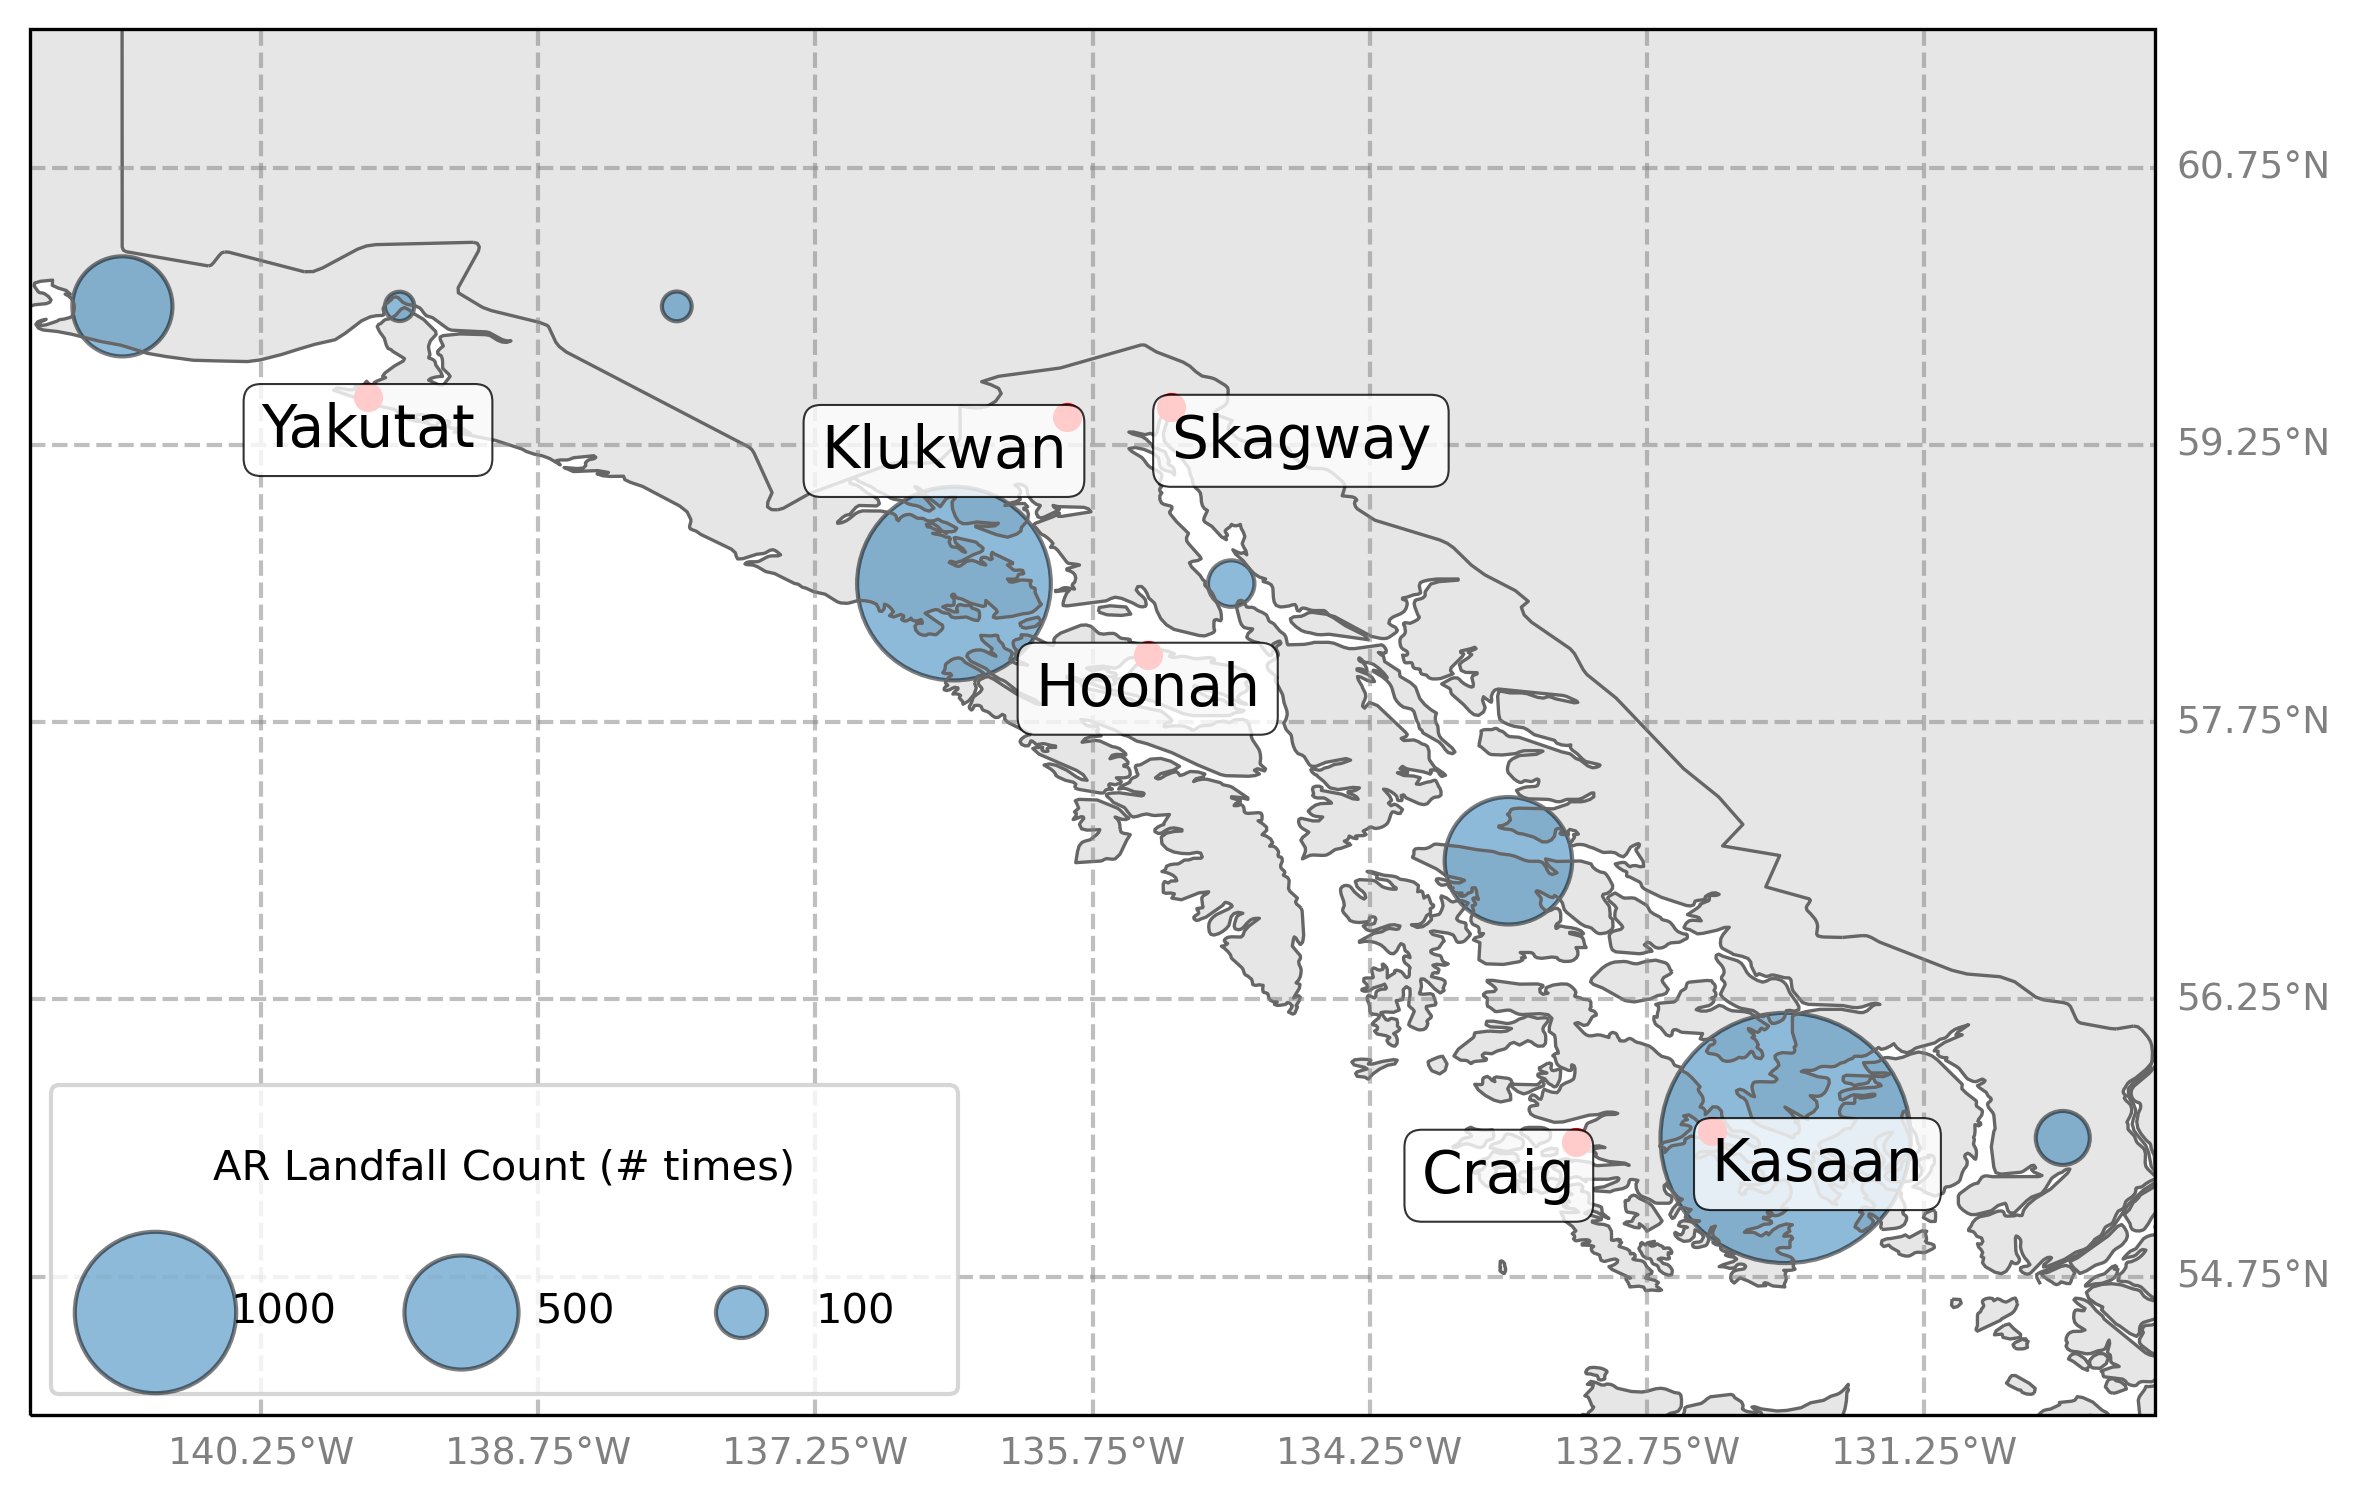 60.75°N
Yakutat
Klukwan
Skagway
59.25°N
Hoonah
57.75°N
56.25°N
Craig
Kasaan
AR Landfall Count (# times)
1000
500
100
54.75°N
140.25°W
138.75°W
137.25°W
135.75°W
134.25°W
132.75°W
131.25°W